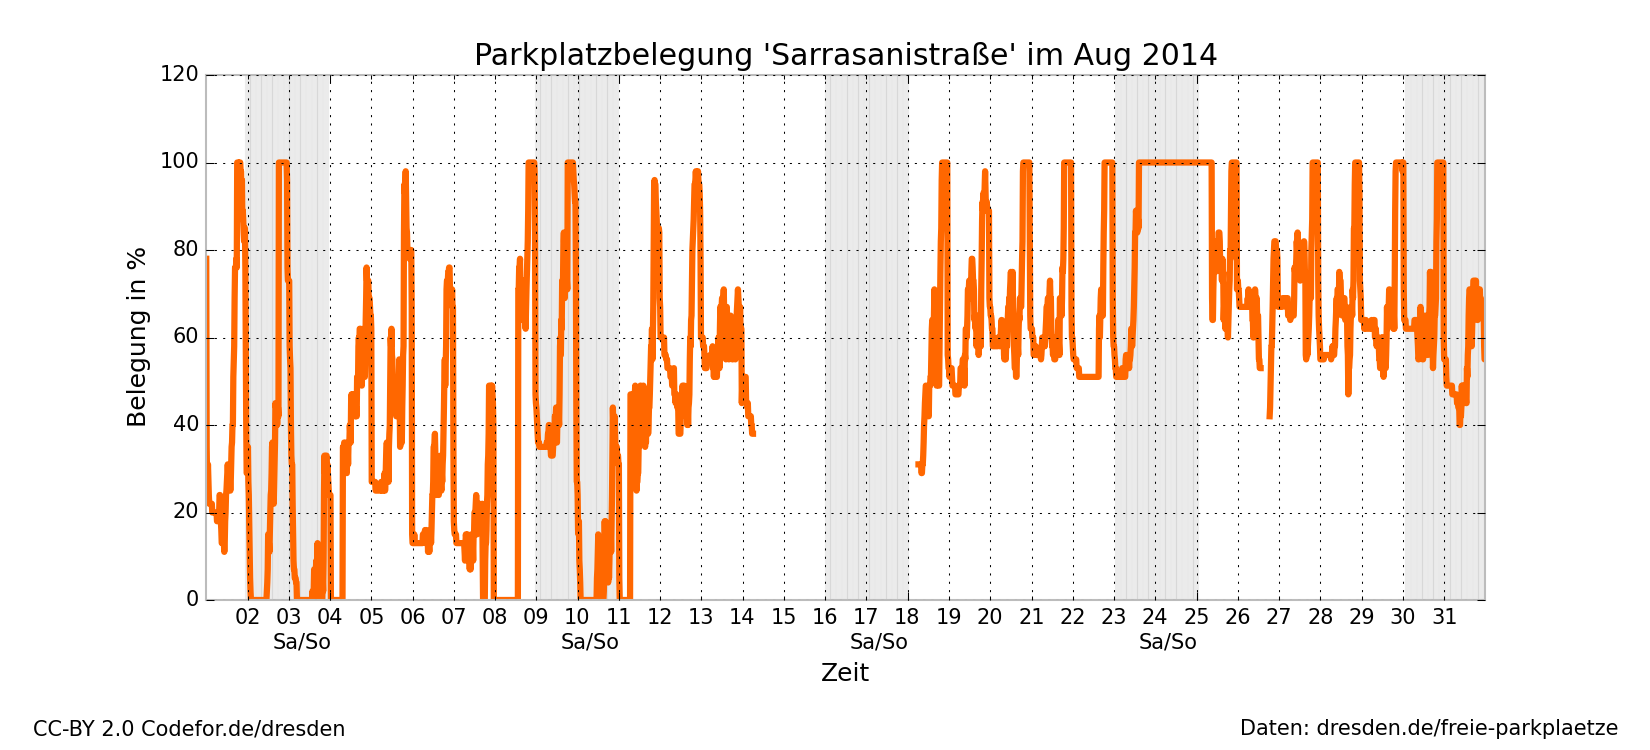 Parkplatzbelegung 'Sarrasanistraße' im Aug 2014
120
100
80
60
40
20
0
Belegung in %
02 03 04 05 06 07 08 09 10 11 12 13 14 15 16 17 18 19 20 21 22 23 24 25 26 27 28 29 30 31
Sa/So Sa/So Sa/So Sa/So
Zeit
CC-BY 2.0 Codefor.de/dresden
Daten: dresden.de/freie-parkplaetze